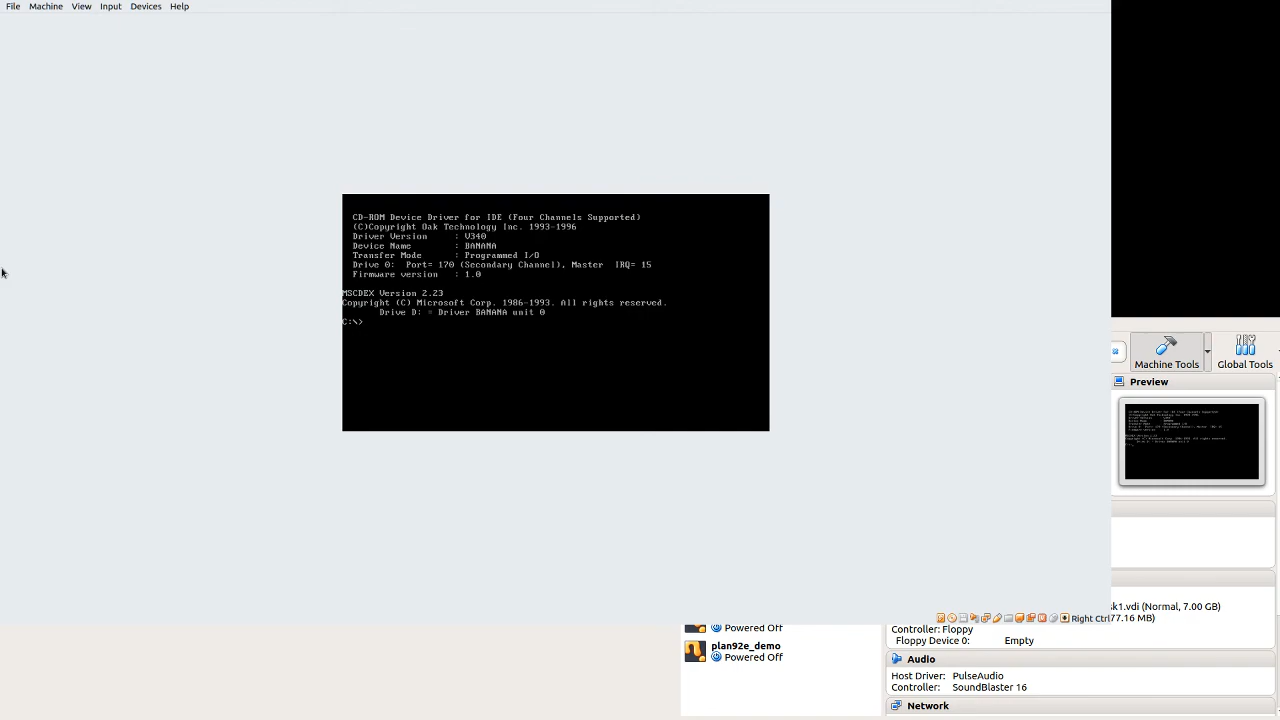 File Machine View Input Devices Help
CD-ROM Device Driver for IDE (Four Channels Supported)
(C)Copyright Oak Technology Inc. 1993-1996
Driver Version : V340
Device Name : BANANA
Transfer Mode : Programmed I/O
Drive 0: Port= 170 (Secondary Channel), Master IRQ= 15
Firmware version : 1.0
MSCDEX Version 2.23
Copyright (C) Microsoft Corp. 1986-1993. All rights reserved.
Drive D: = Driver BANANA unit 0
C:\>
Machine Tools
Global Tools
Preview
sk1.vdi (Normal, 7.00 GB)
Right Ctrl
77.16 MB)
Powered Off
Controller: Floppy
Floppy Device 0: Empty
plan92e_demo
Powered Off
Audio
Host Driver: PulseAudio
Controller: SoundBlaster 16
Network